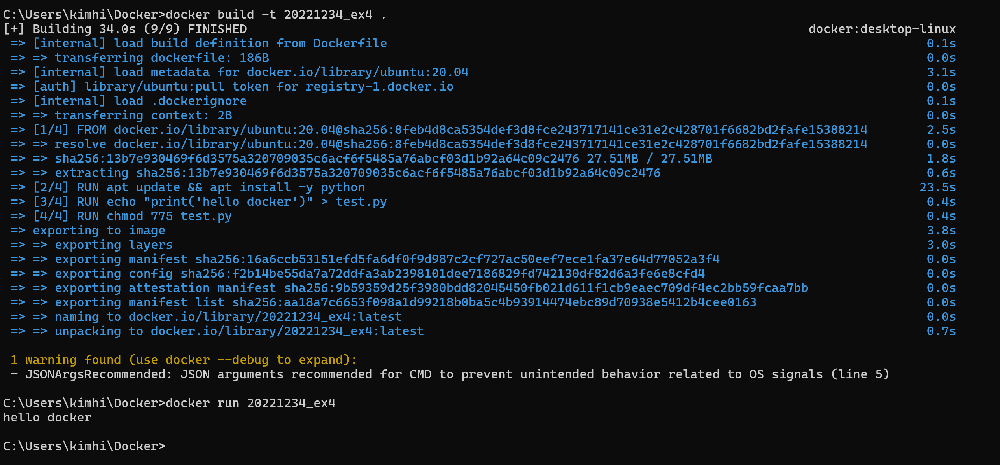 C:\Users\kimhi\Docker>docker build -t 20221234_ex4 .
[+] Building 34.0s (9/9) FINISHED docker:desktop-linux
=> [internal] load build definition from Dockerfile 0.1s
=> => transferring dockerfile: 186B 0.0s
=> [internal] load metadata for docker.io/library/ubuntu:20.04 3.1s
=> [auth] library/ubuntu:pull token for registry-1.docker.io 0.0s
=> [internal] load .dockerignore 0.1s
=> => transferring context: 2B 0.0s
=> [1/4] FROM docker.io/library/ubuntu:20.04@sha256:8feb4d8ca5354def3d8fce243717141ce31e2c428701f6682bd2fafe15388214 2.5s
=> => resolve docker.io/library/ubuntu:20.04@sha256:8feb4d8ca5354def3d8fce243717141ce31e2c428701f6682bd2fafe15388214 0.0s
=> => sha256:13b7e930469f6d3575a320709035c6acf6f5485a76abcf03d1b92a64c09c2476 27.51MB / 27.51MB 1.8s
=> => extracting sha256:13b7e930469f6d3575a320709035c6acf6f5485a76abcf03d1b92a64c09c2476 0.6s
=> [2/4] RUN apt update && apt install -y python 23.5s
=> [3/4] RUN echo "print('hello docker')" > test.py 0.4s
=> [4/4] RUN chmod 775 test.py 0.4s
=> exporting to image 3.8s
=> => exporting layers 3.0s
=> => exporting manifest sha256:16a6ccb53151efd5fa6df0f9d987c2cf727ac50eef7ece1fa37e64d77052a3f4 0.0s
=> => exporting config sha256:f2b14be55da7a72ddfa3ab2398101dee7186829fd742130df82d6a3fe6e8cfd4 0.0s
=> => exporting attestation manifest sha256:9b59359d25f3980bdd82045450fb021d611f1cb9eaec709df4ec2bb59fcaa7bb 0.0s
=> => exporting manifest list sha256:aa18a7c6653f098a1d99218b0ba5c4b93914474ebc89d70938e5412b4cee0163 0.0s
=> => naming to docker.io/library/20221234_ex4:latest 0.0s
=> => unpacking to docker.io/library/20221234_ex4:latest 0.7s
1 warning found (use docker --debug to expand):
- JSONArgsRecommended: JSON arguments recommended for CMD to prevent unintended behavior related to OS signals (line 5)
C:\Users\kimhi\Docker>docker run 20221234_ex4
hello docker
C:\Users\kimhi\Docker>